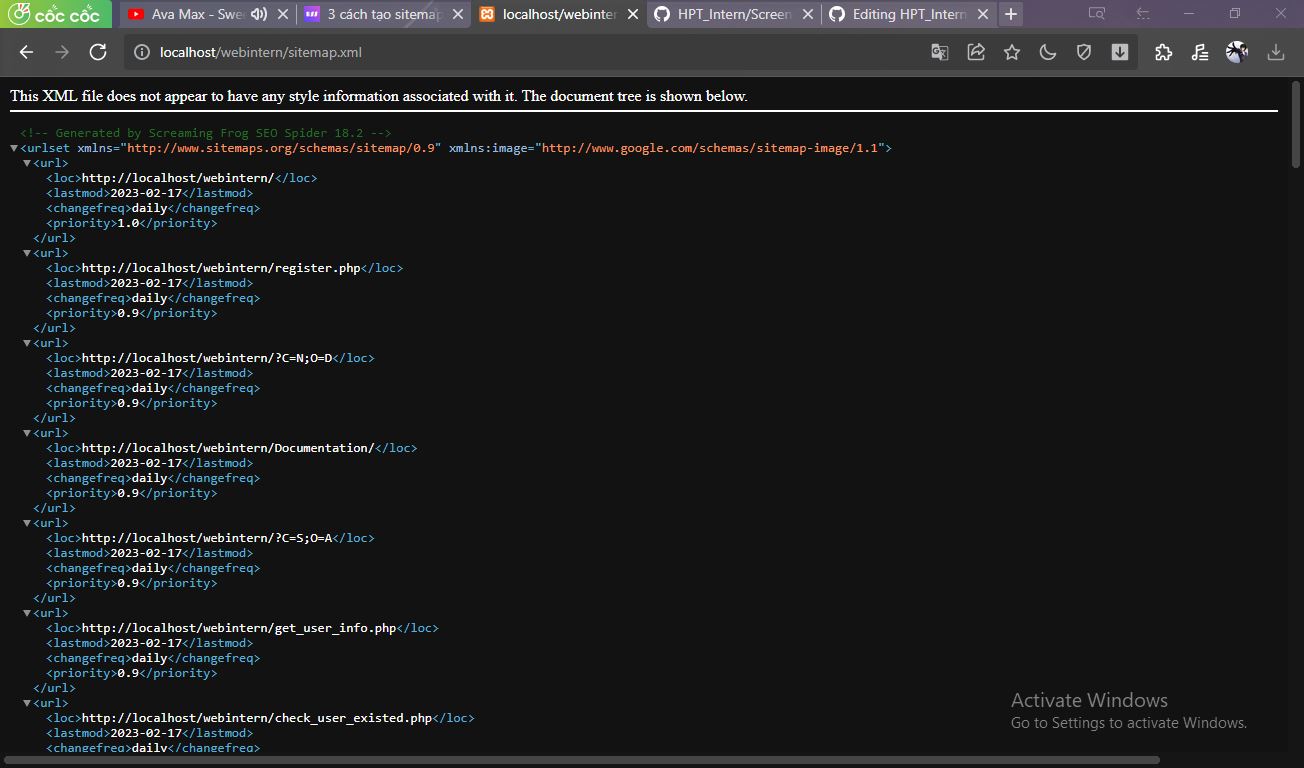 cốc cốc
Ava Max - Swe
3 cách tạo sitemap
localhost/webinter
HPT_Intern/Screen
Editing HPT_Intern
localhost/webintern/sitemap.xml
This XML file does not appear to have any style information associated with it. The document tree is shown below.
<!-- Generated by Screaming Frog SEO Spider 18.2 -->
<urlset xmlns="http://www.sitemaps.org/schemas/sitemap/0.9" xmlns:image="http://www.google.com/schemas/sitemap-image/1.1">
<url>
<loc>http://localhost/webintern/</loc>
<lastmod>2023-02-17</lastmod>
<changefreq>daily</changefreq>
<priority>1.0</priority>
</url>
<url>
<loc>http://localhost/webintern/register.php</loc>
<lastmod>2023-02-17</lastmod>
<changefreq>daily</changefreq>
<priority>0.9</priority>
</url>
<url>
<loc>http://localhost/webintern/?C=N;O=D</loc>
<lastmod>2023-02-17</lastmod>
<changefreq>daily</changefreq>
<priority>0.9</priority>
</url>
<url>
<loc>http://localhost/webintern/Documentation/</loc>
<lastmod>2023-02-17</lastmod>
<changefreq>daily</changefreq>
<priority>0.9</priority>
</url>
<url>
<loc>http://localhost/webintern/?C=S;O=A</loc>
<lastmod>2023-02-17</lastmod>
<changefreq>daily</changefreq>
<priority>0.9</priority>
</url>
<url>
<loc>http://localhost/webintern/get_user_info.php</loc>
<lastmod>2023-02-17</lastmod>
<changefreq>daily</changefreq>
<priority>0.9</priority>
</url>
<url>
<loc>http://localhost/webintern/check_user_existed.php</loc>
<lastmod>2023-02-17</lastmod>
<changefreq>daily</changefreq>
Activate Windows
Go to Settings to activate Windows.